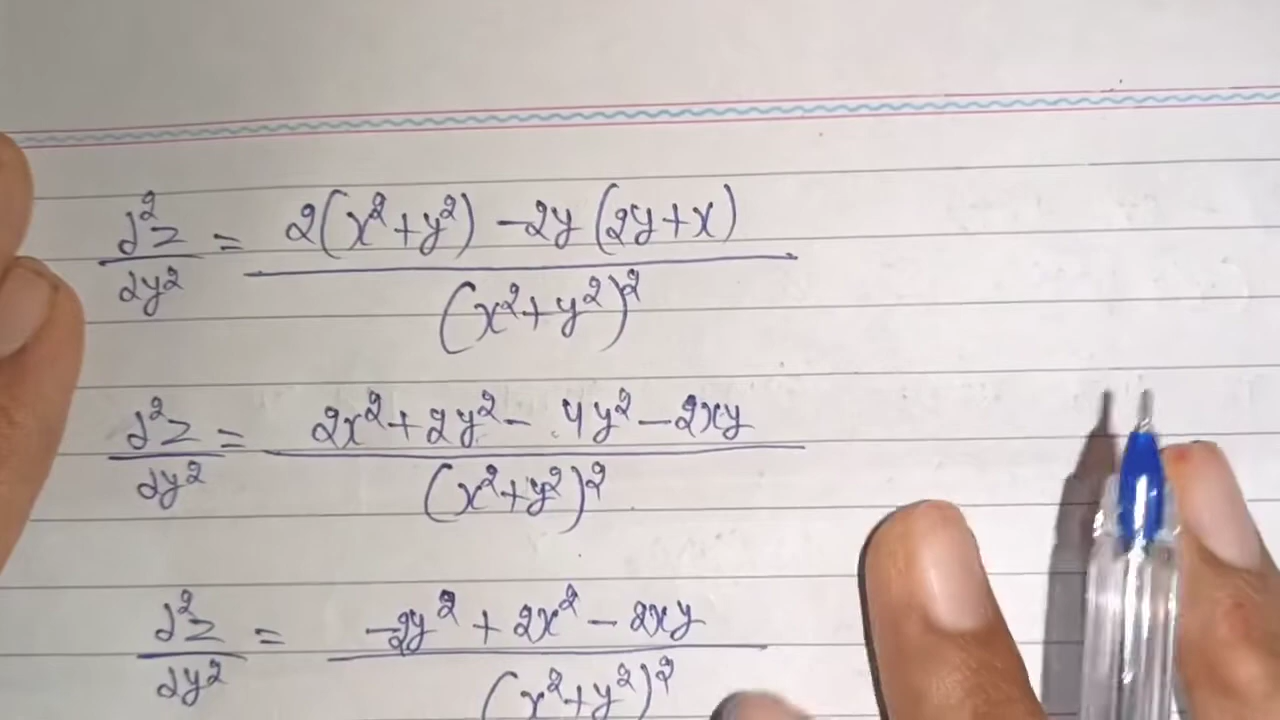 ∂²z/∂y² = 2(x²+y²) -2y (2y+x) / (x²+y²)²
∂²z/∂y² = 2x²+2y² - 4y² - 2xy / (x²+y²)²
∂²z/∂y² = -2y² + 2x² - 2xy / (x²+y²)²